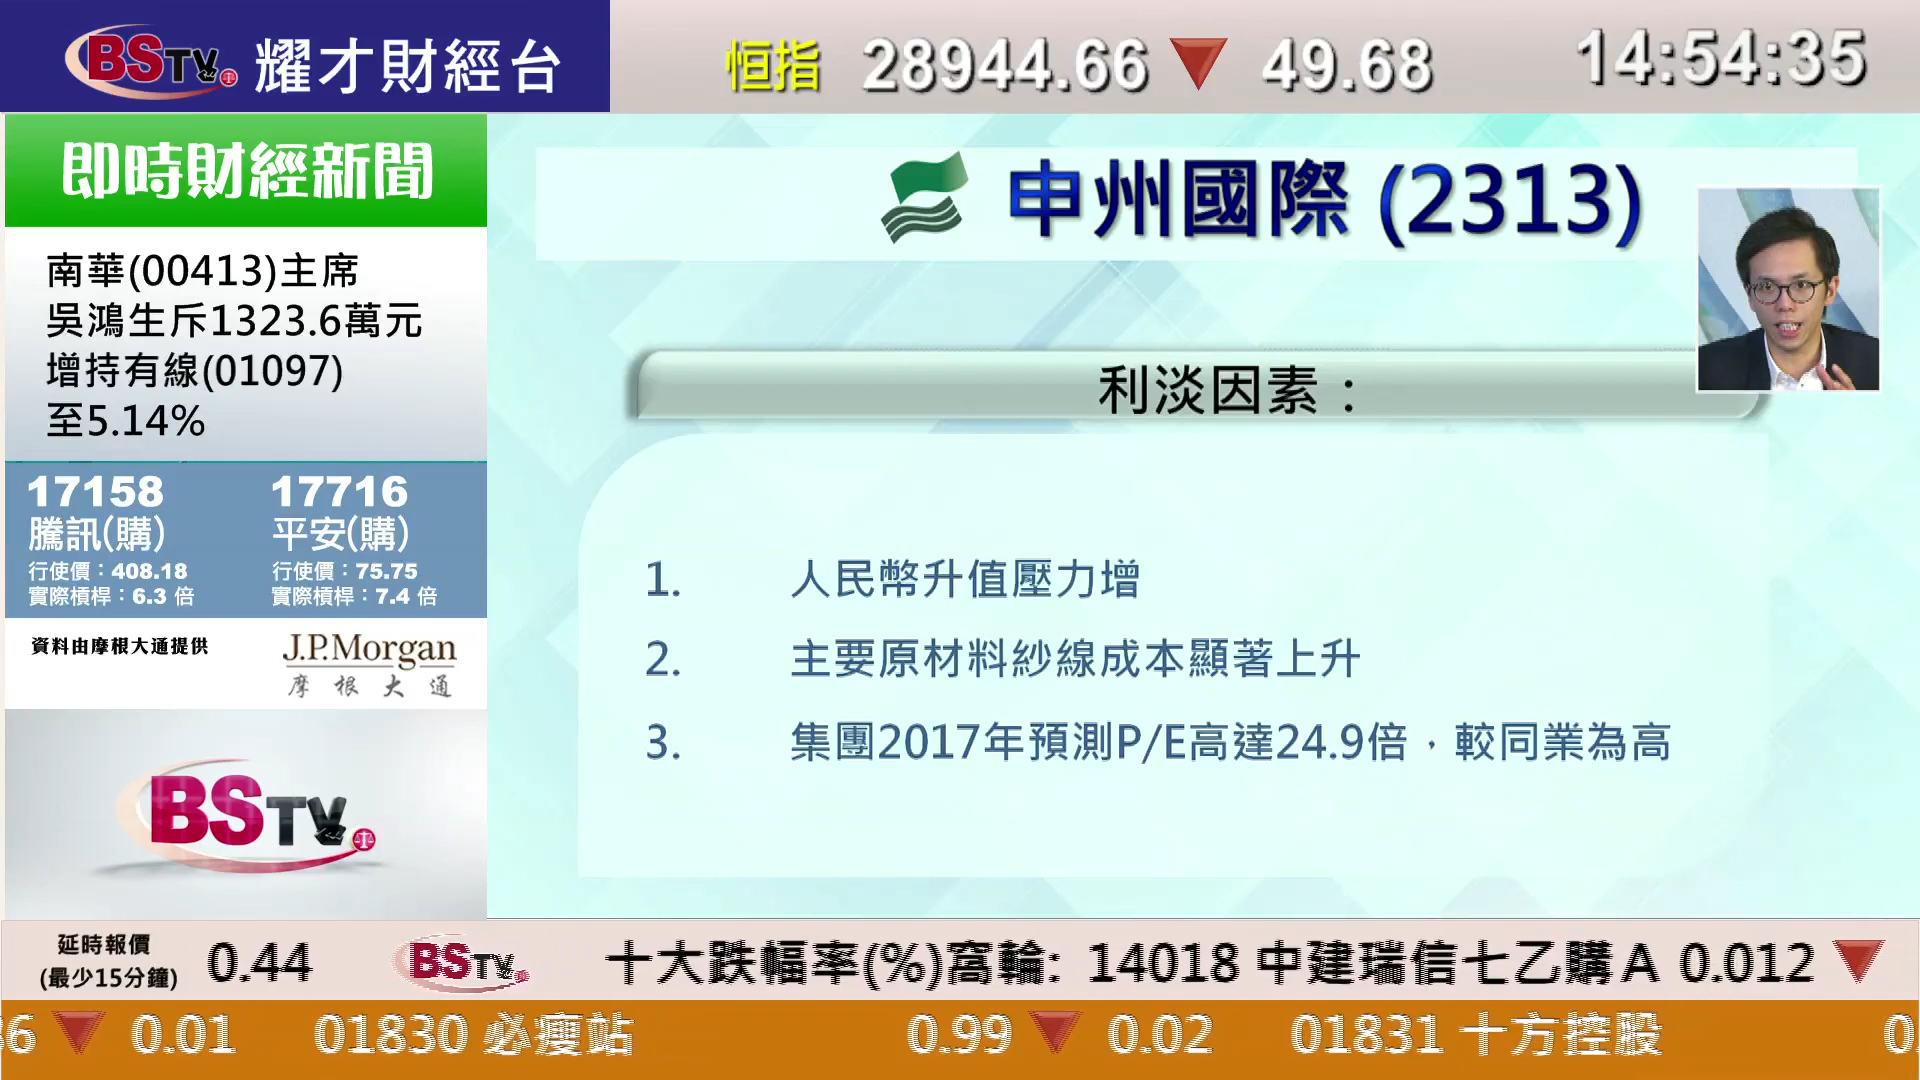 BSTV 耀才財經台
恒指 28944.66 ▼ 49.68
14:54:35
即時財經新聞
南華(00413)主席
吳鴻生斥1323.6萬元
增持有線(01097)
至5.14%
17158 17716
騰訊(購) 平安(購)
行使價：408.18 行使價：75.75
實際槓桿：6.3 倍 實際槓桿：7.4 倍
資料由摩根大通提供
J.P.Morgan
摩根大通
BSTV
申州國際 (2313)
利淡因素：
1. 人民幣升值壓力增
2. 主要原材料紗線成本顯著上升
3. 集團2017年預測P/E高達24.9倍，較同業為高
延時報價
(最少15分鐘)
0.44 BSTV 十大跌幅率(%)窩輪: 14018 中建瑞信七乙購A 0.012 ▼
36 ▼ 0.01 01830 必瘦站 0.99 ▼ 0.02 01831 十方控股 0.